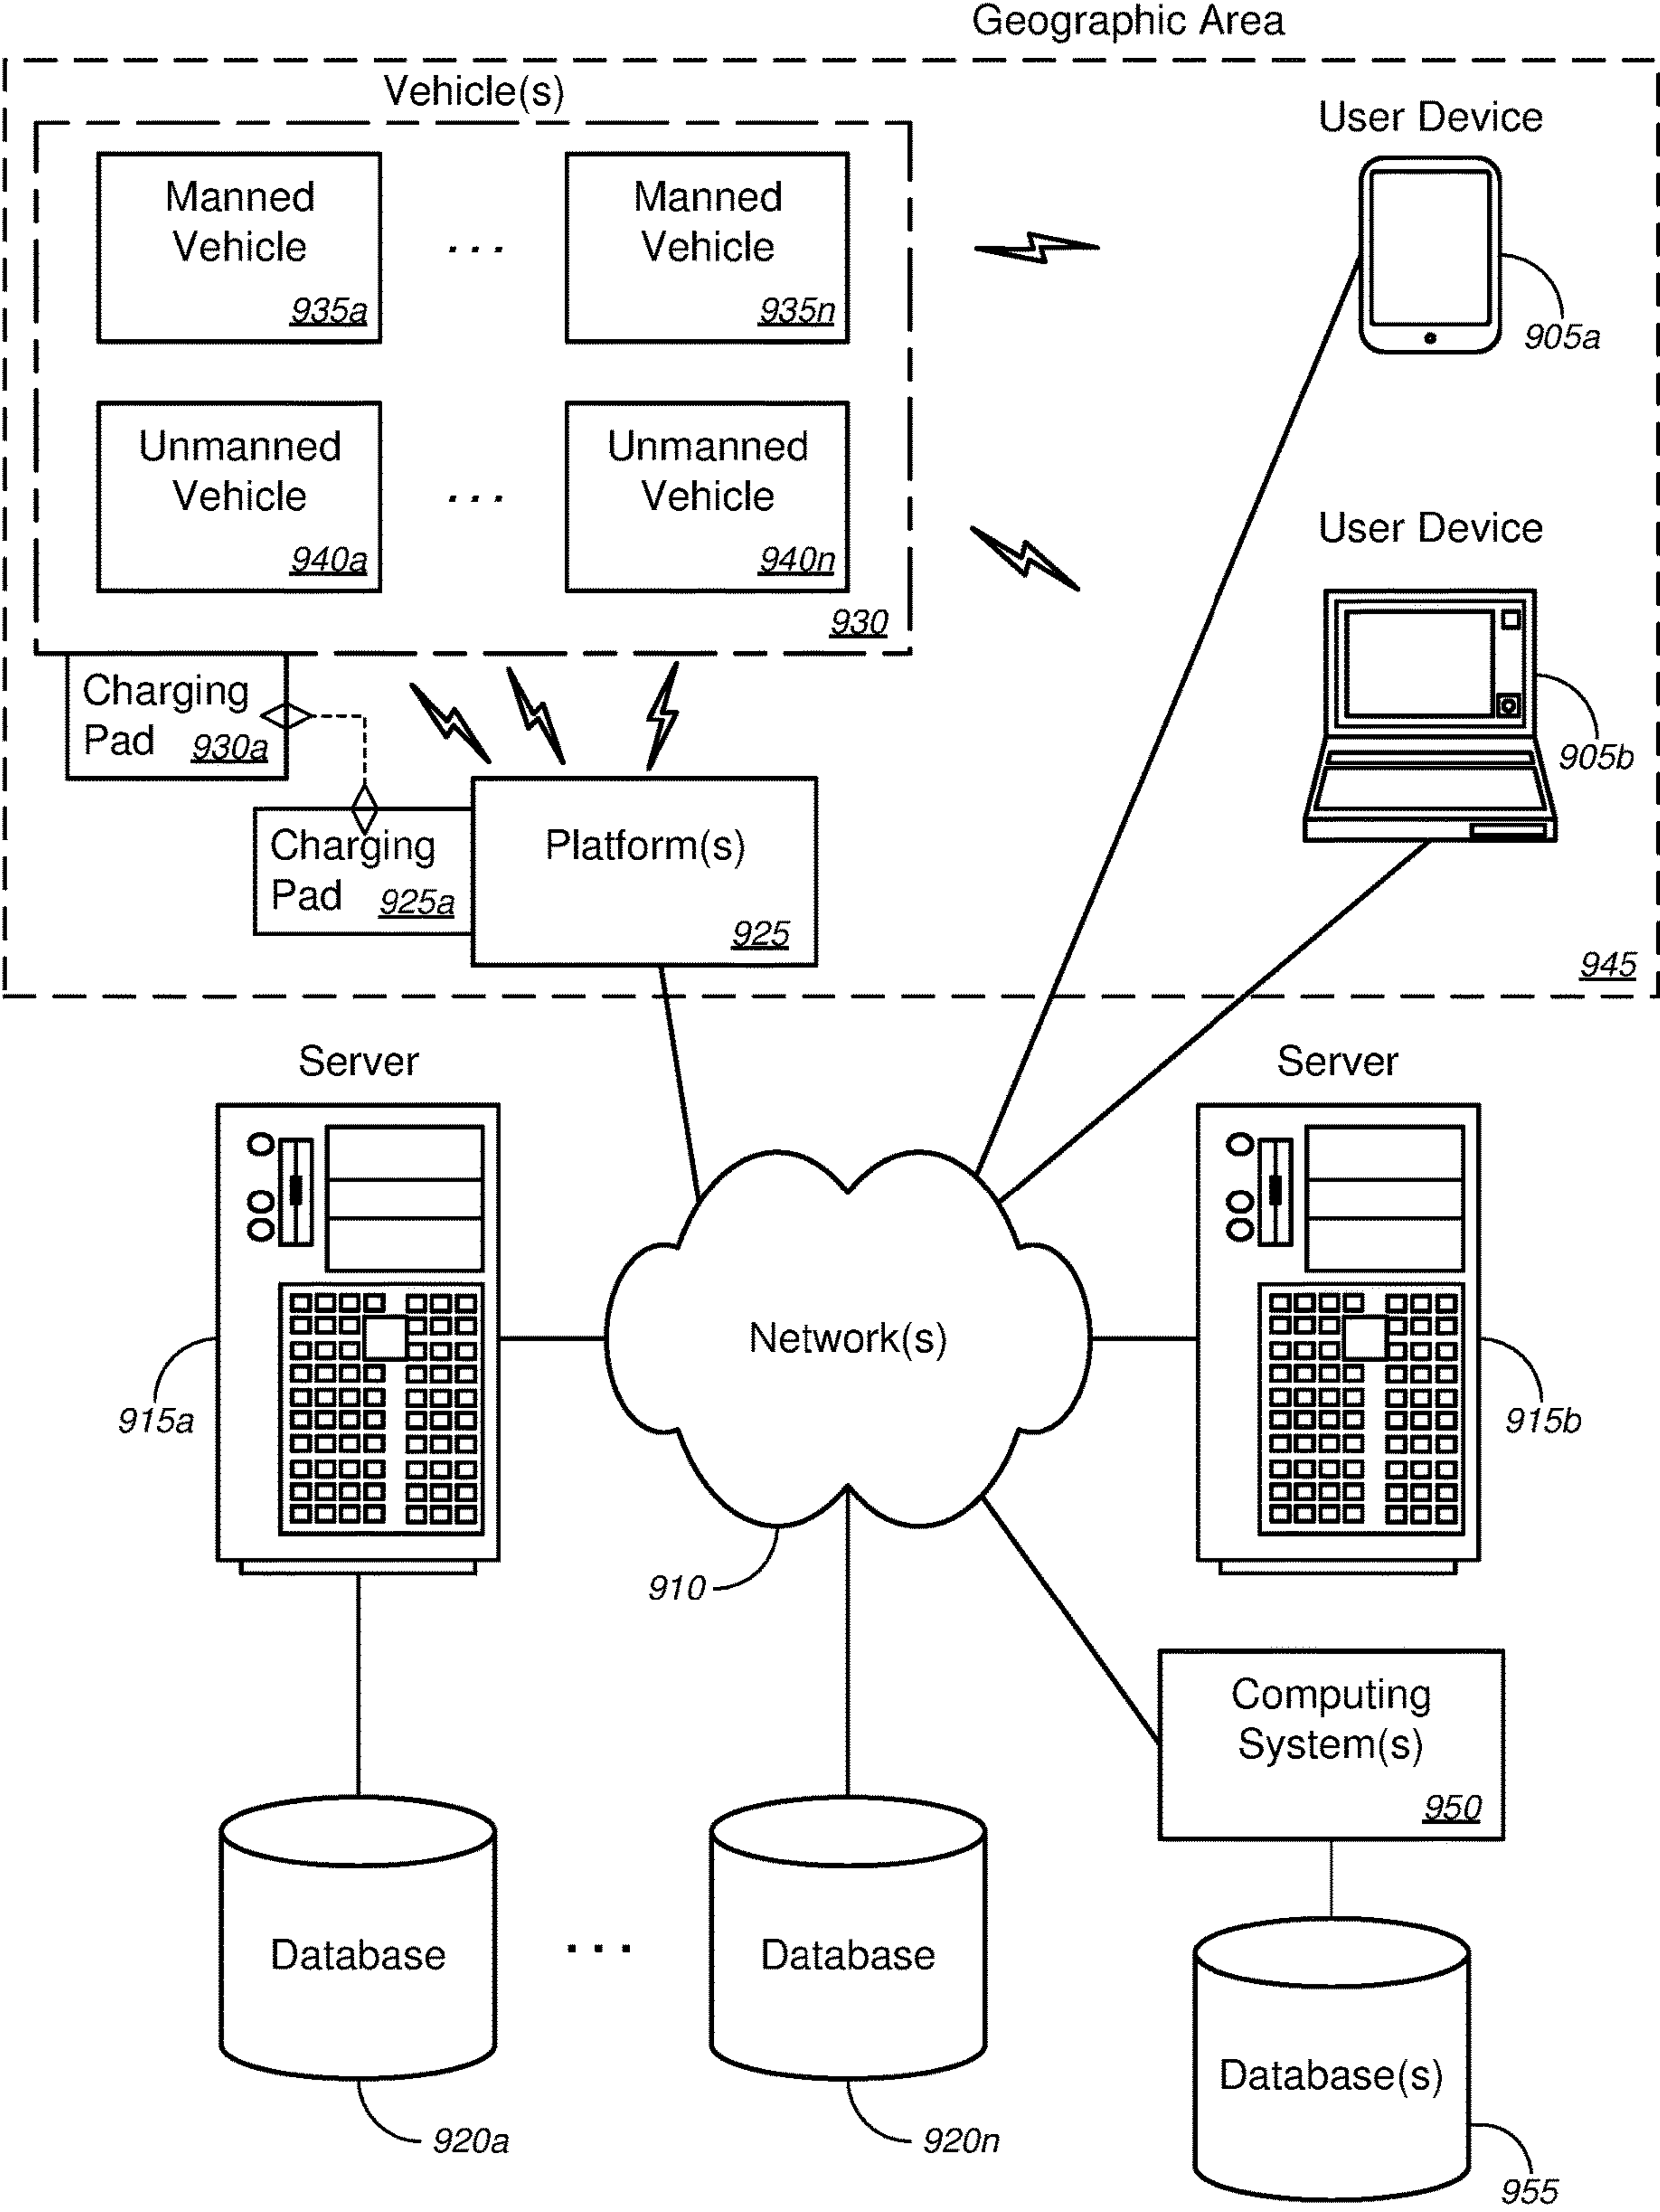 Geographic Area
Vehicle(s)
User Device
Manned
Vehicle
935a
. . .
Manned
Vehicle
935n
905a
Unmanned
Vehicle
940a
. . .
Unmanned
Vehicle
940n
930
User Device
905b
Charging
Pad 930a
Charging
Pad 925a
Platform(s)
925
945
Server
Server
915a
Network(s)
915b
910
Computing
System(s)
950
Database
. . .
Database
Database(s)
920a
920n
955